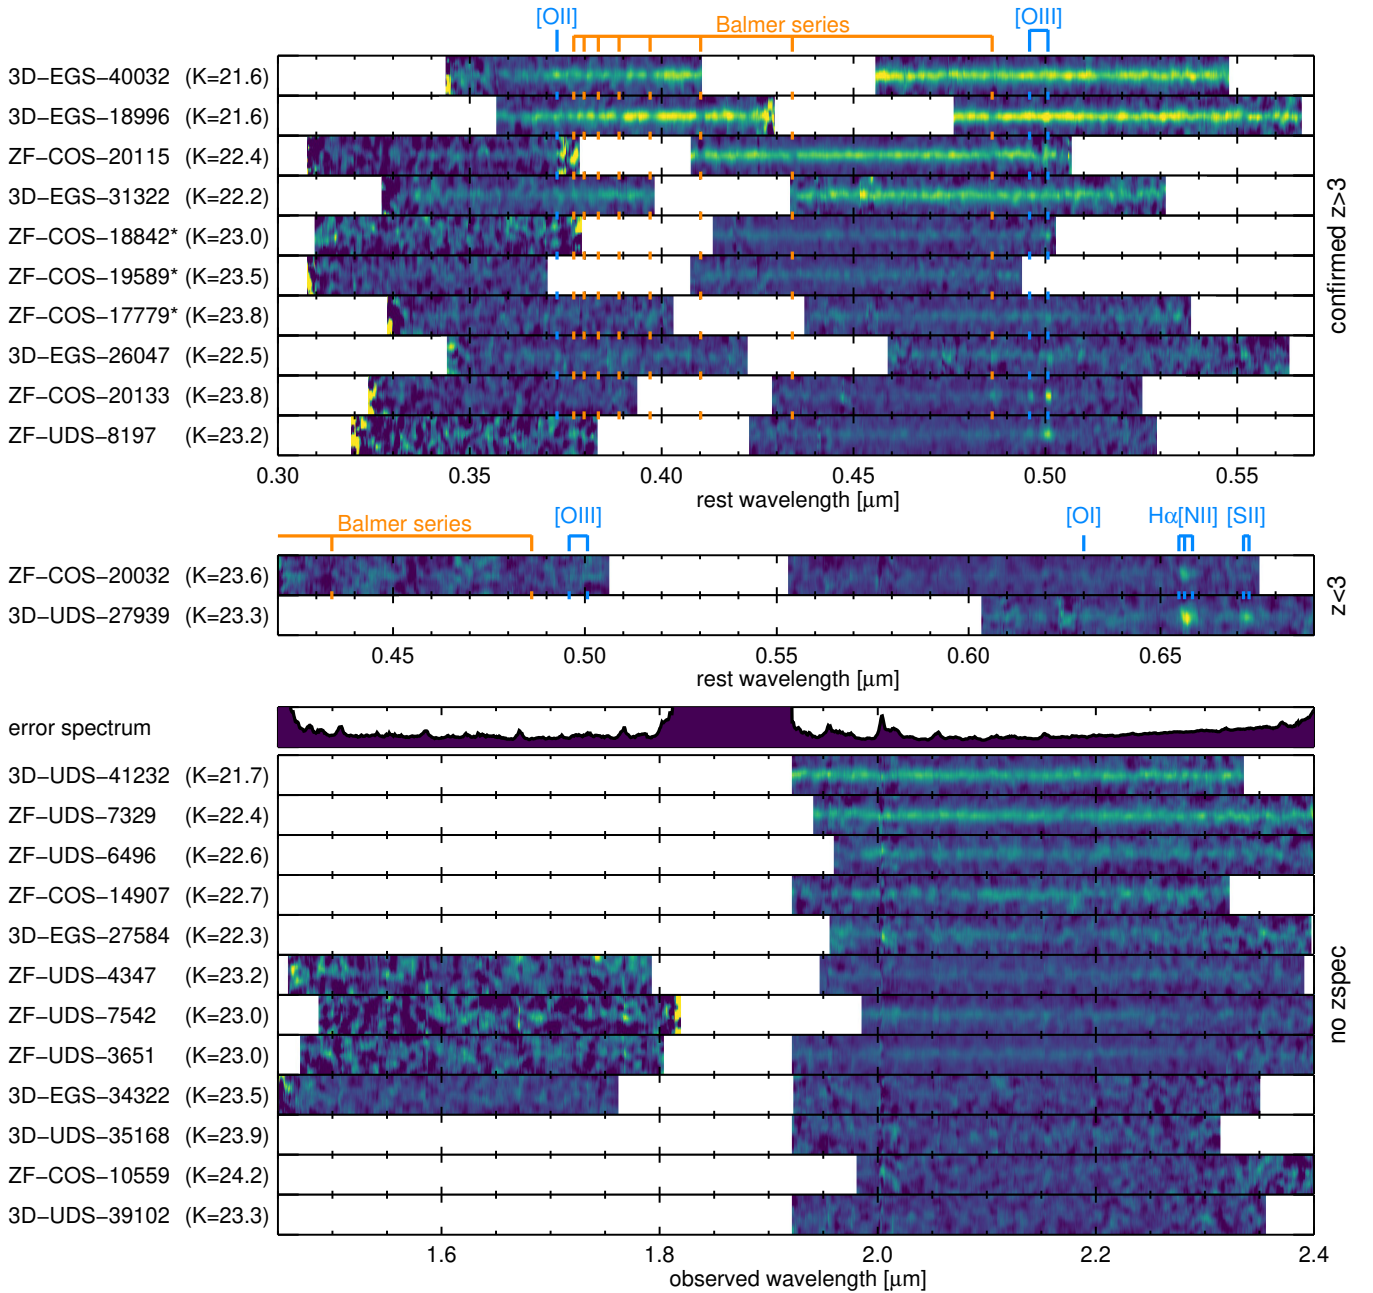 [OII] Balmer series [OIII]
3D−EGS−40032 (K=21.6)
3D−EGS−18996 (K=21.6)
ZF−COS−20115 (K=22.4)
3D−EGS−31322 (K=22.2)
ZF−COS−18842* (K=23.0)
ZF−COS−19589* (K=23.5)
ZF−COS−17779* (K=23.8)
3D−EGS−26047 (K=22.5)
ZF−COS−20133 (K=23.8)
ZF−UDS−8197 (K=23.2)
confirmed z>3
0.30 0.35 0.40 0.45 0.50 0.55
rest wavelength [μm]
Balmer series [OIII] [OI] Hα[NII] [SII]
ZF−COS−20032 (K=23.6)
3D−UDS−27939 (K=23.3)
z<3
0.45 0.50 0.55 0.60 0.65
rest wavelength [μm]
error spectrum
3D−UDS−41232 (K=21.7)
ZF−UDS−7329 (K=22.4)
ZF−UDS−6496 (K=22.6)
ZF−COS−14907 (K=22.7)
3D−EGS−27584 (K=22.3)
ZF−UDS−4347 (K=23.2)
ZF−UDS−7542 (K=23.0)
ZF−UDS−3651 (K=23.0)
3D−EGS−34322 (K=23.5)
3D−UDS−35168 (K=23.9)
ZF−COS−10559 (K=24.2)
3D−UDS−39102 (K=23.3)
no zspec
1.6 1.8 2.0 2.2 2.4
observed wavelength [μm]